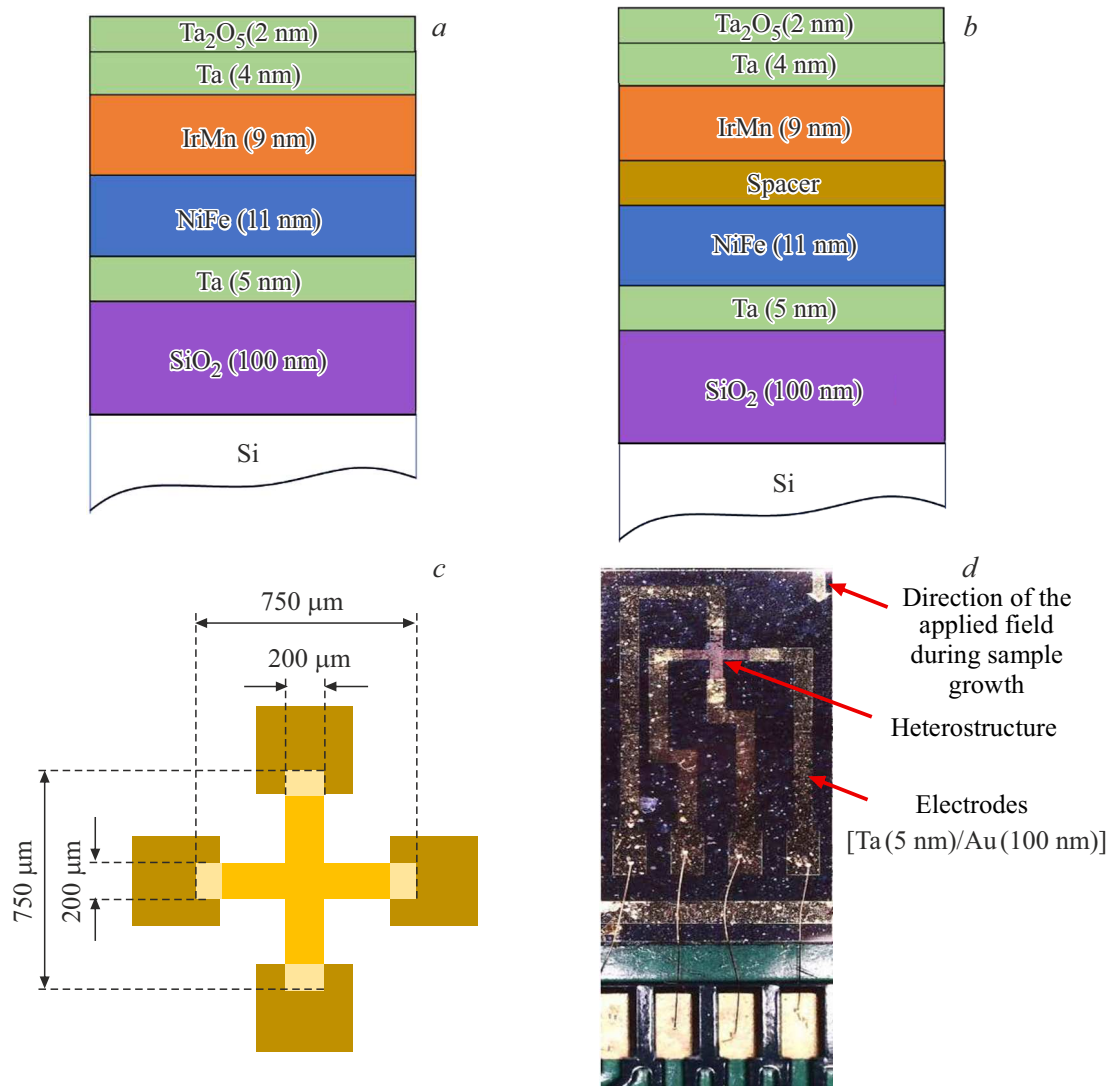 a
Ta₂O₅(2 nm)
Ta (4 nm)
IrMn (9 nm)
NiFe (11 nm)
Ta (5 nm)
SiO₂ (100 nm)
Si
b
Ta₂O₅(2 nm)
Ta (4 nm)
IrMn (9 nm)
Spacer
NiFe (11 nm)
Ta (5 nm)
SiO₂ (100 nm)
Si
c
750 μm
200 μm
750 μm
200 μm
d
Direction of the
applied field
during sample
growth
Heterostructure
Electrodes
[Ta (5 nm)/Au (100 nm)]